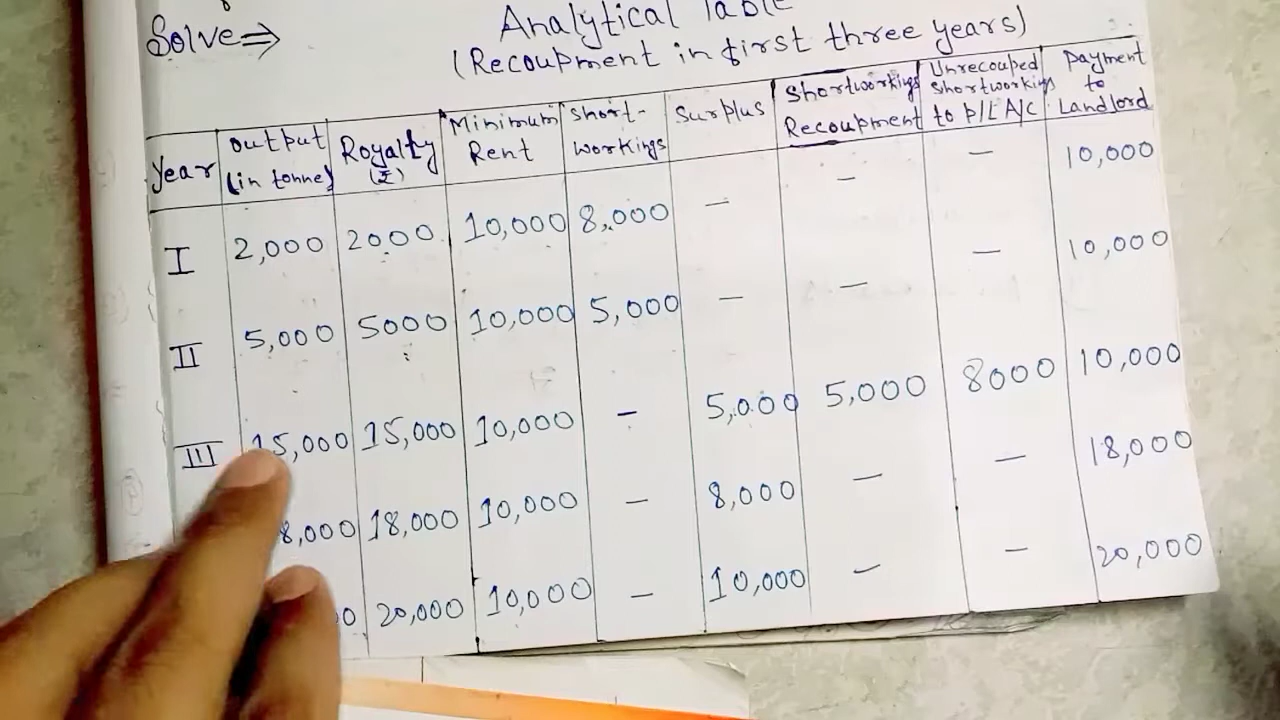 Solve⇒
Analytical Table
(Recoupment in first three years)
Year | Output (in tonne) | Royalty (₹) | Minimum Rent | Short-workings | Surplus | Shortworkings Recoupment | Unrecouped Shortworkings to P/L A/C | Payment to Landlord
I | 2,000 | 2000 | 10,000 | 8,000 | — | — | — | 10,000
II | 5,000 | 5000 | 10,000 | 5,000 | — | — | — | 10,000
III | 15,000 | 15,000 | 10,000 | — | 5,000 | 5,000 | 8000 | 10,000
8,000 | 18,000 | 10,000 | — | 8,000 | — | — | 18,000
0 | 20,000 | 10,000 | — | 10,000 | — | — | 20,000